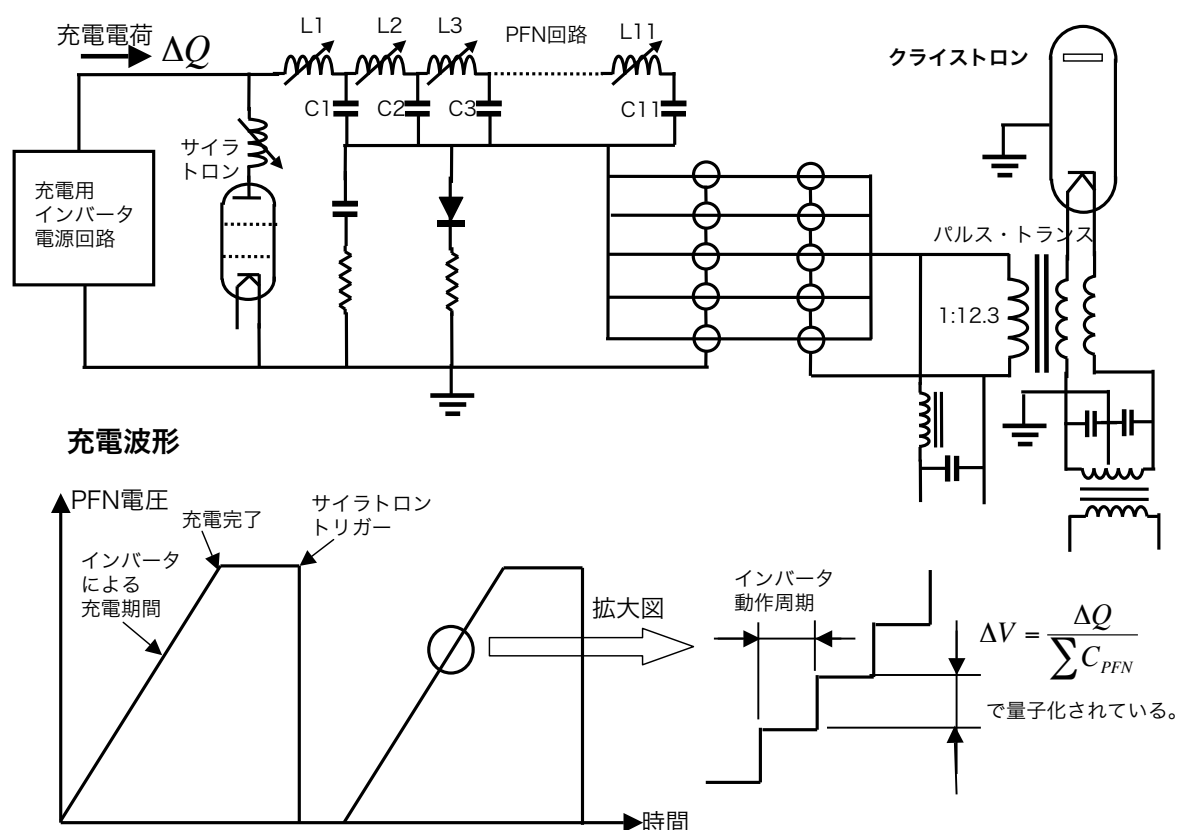 充電電荷
ΔQ
L1
L2
L3
PFN回路
L11
クライストロン
C1
C2
C3
C11
サイラ
トロン
充電用
インバータ
電源回路
パルス・トランス
1:12.3
充電波形
PFN電圧
充電完了
サイラトロン
トリガー
インバータ
による
充電期間
拡大図
インバータ
動作周期
ΔV = ΔQ / ∑C_PFN
で量子化されている。
時間